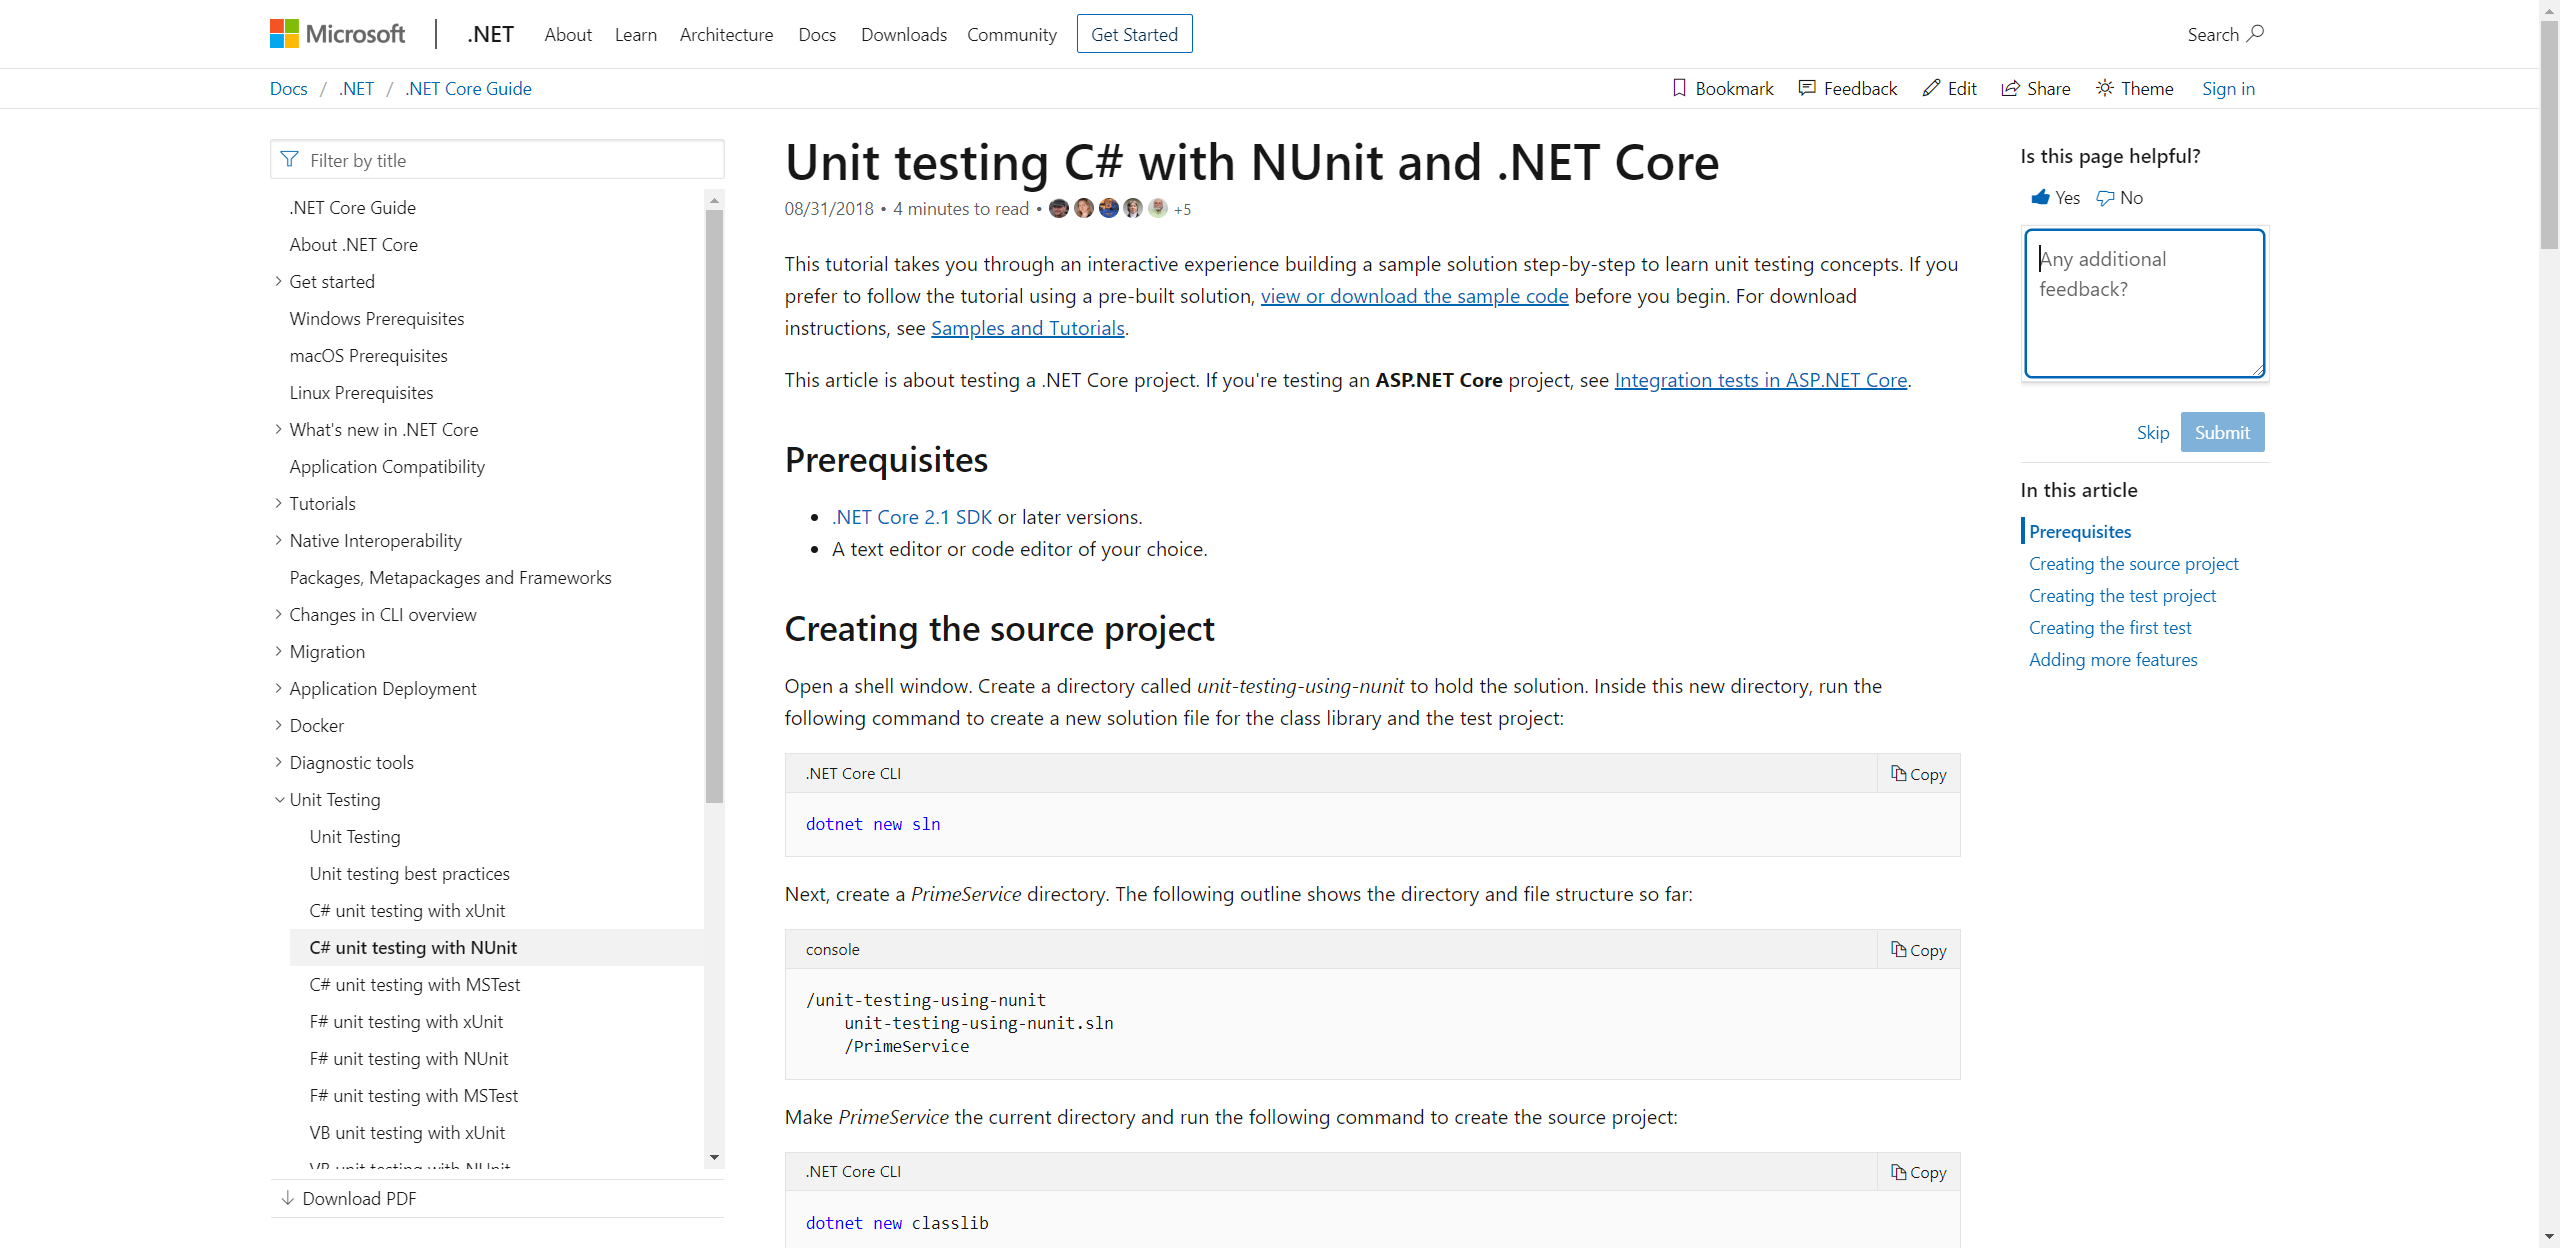 Microsoft
.NET
About
Learn
Architecture
Docs
Downloads
Community
Get Started
Search
Docs / .NET / .NET Core Guide
Bookmark
Feedback
Edit
Share
Theme
Sign in
Filter by title
.NET Core Guide
About .NET Core
Get started
Windows Prerequisites
macOS Prerequisites
Linux Prerequisites
What's new in .NET Core
Application Compatibility
Tutorials
Native Interoperability
Packages, Metapackages and Frameworks
Changes in CLI overview
Migration
Application Deployment
Docker
Diagnostic tools
Unit Testing
Unit Testing
Unit testing best practices
C# unit testing with xUnit
C# unit testing with NUnit
C# unit testing with MSTest
F# unit testing with xUnit
F# unit testing with NUnit
F# unit testing with MSTest
VB unit testing with xUnit
VB unit testing with NUnit
Download PDF
Unit testing C# with NUnit and .NET Core
08/31/2018 • 4 minutes to read • +5
This tutorial takes you through an interactive experience building a sample solution step-by-step to learn unit testing concepts. If you
prefer to follow the tutorial using a pre-built solution, view or download the sample code before you begin. For download
instructions, see Samples and Tutorials.
This article is about testing a .NET Core project. If you're testing an ASP.NET Core project, see Integration tests in ASP.NET Core.
Prerequisites
• .NET Core 2.1 SDK or later versions.
• A text editor or code editor of your choice.
Creating the source project
Open a shell window. Create a directory called unit-testing-using-nunit to hold the solution. Inside this new directory, run the
following command to create a new solution file for the class library and the test project:
.NET Core CLI
Copy
dotnet new sln
Next, create a PrimeService directory. The following outline shows the directory and file structure so far:
console
Copy
/unit-testing-using-nunit
    unit-testing-using-nunit.sln
    /PrimeService
Make PrimeService the current directory and run the following command to create the source project:
.NET Core CLI
Copy
dotnet new classlib
Is this page helpful?
Yes
No
Any additional
feedback?
Skip
Submit
In this article
Prerequisites
Creating the source project
Creating the test project
Creating the first test
Adding more features